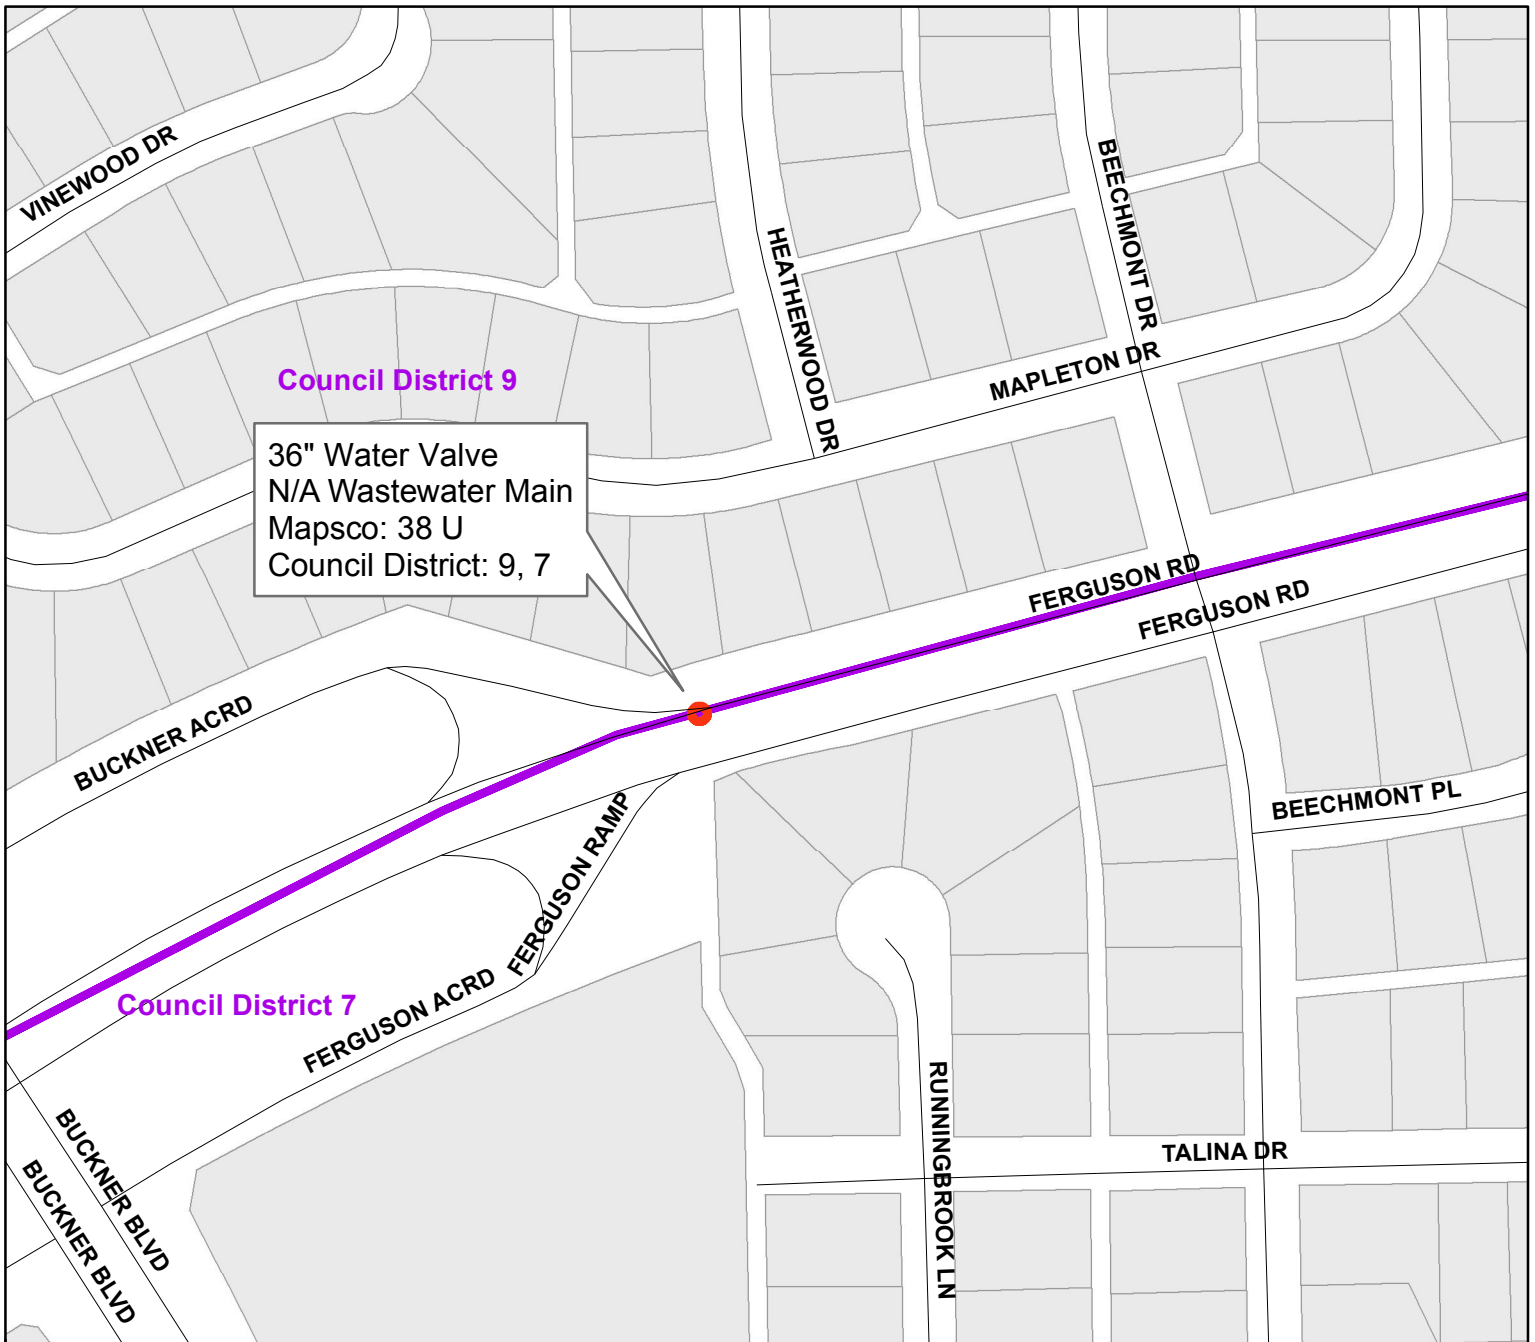 VINEWOOD DR
BEECHMONT DR
HEATHERWOOD DR
MAPLETON DR
Council District 9
36" Water Valve
N/A Wastewater Main
Mapsco: 38 U
Council District: 9, 7
FERGUSON RD
FERGUSON RD
BUCKNER ACRD
BEECHMONT PL
FERGUSON RAMP
Council District 7
FERGUSON ACRD
RUNNINGBROOK LN
TALINA DR
BUCKNER BLVD
BUCKNER BLVD